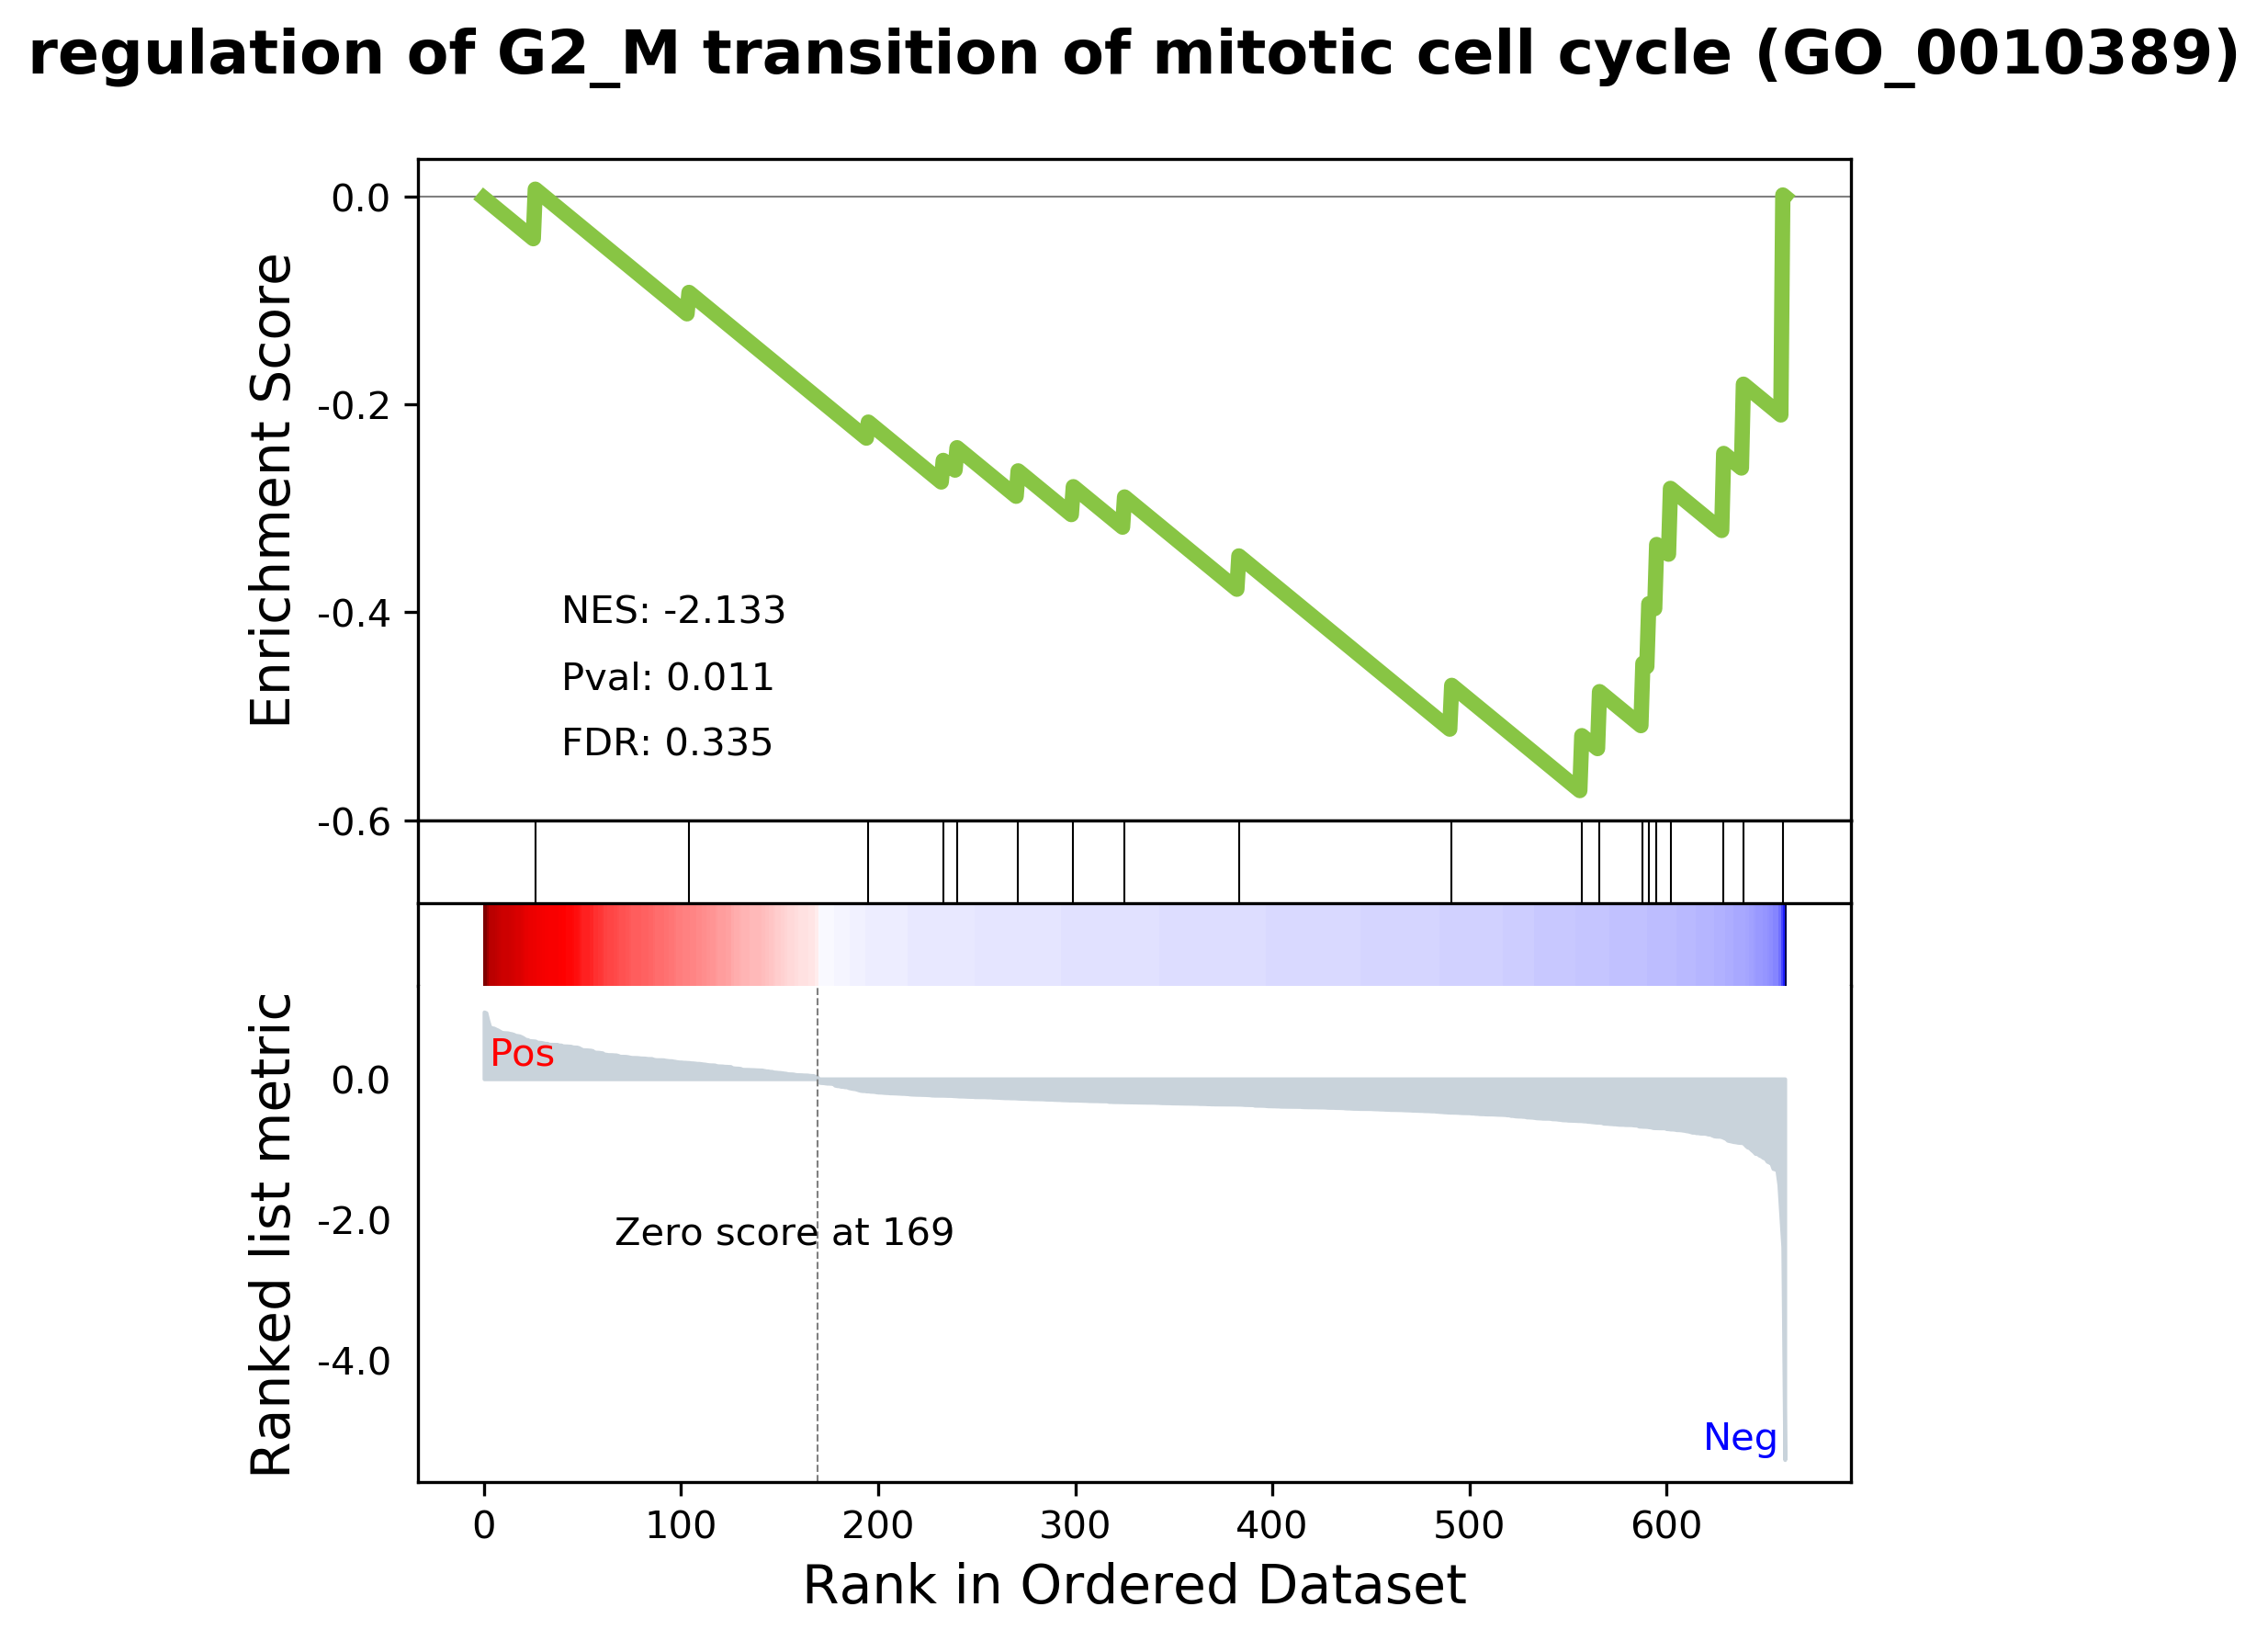 regulation of G2_M transition of mitotic cell cycle (GO_0010389)
Enrichment Score
0.0
-0.2
-0.4
-0.6
NES: -2.133
Pval: 0.011
FDR: 0.335
Ranked list metric
0.0
-2.0
-4.0
Pos
Zero score at 169
Neg
0 100 200 300 400 500 600
Rank in Ordered Dataset